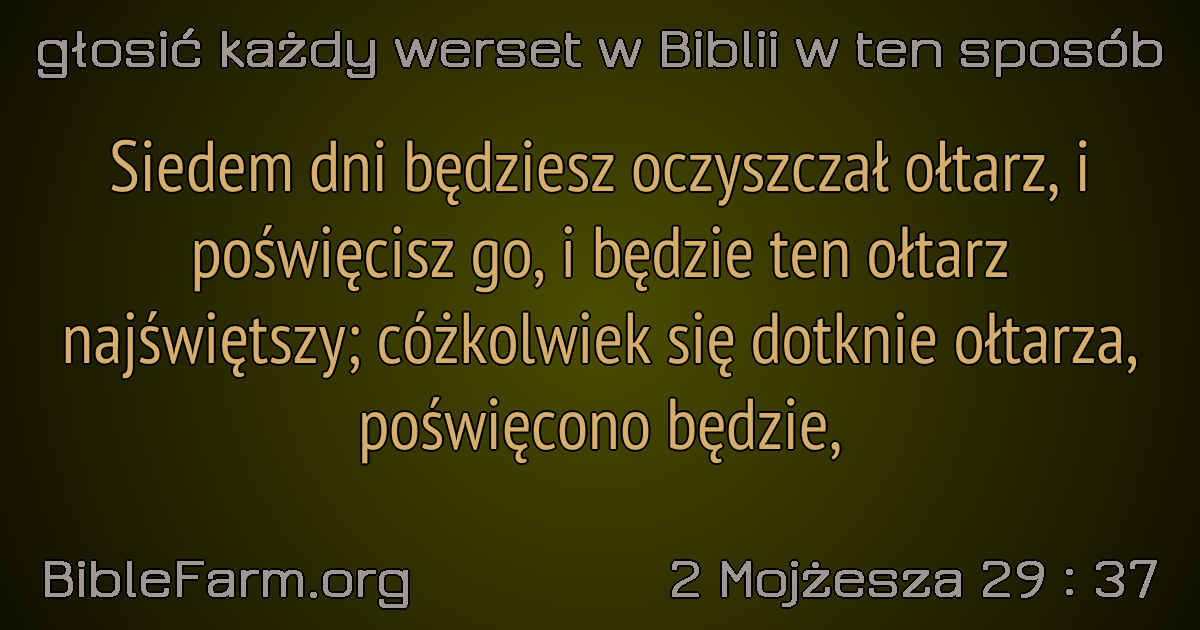 głosić każdy werset w Biblii w ten sposób
Siedem dni będziesz oczyszczał ołtarz, i
poświęcisz go, i będzie ten ołtarz
najświętszy; cóżkolwiek się dotknie ołtarza,
poświęcono będzie,
BibleFarm.org
2 Mojżesza 29 : 37